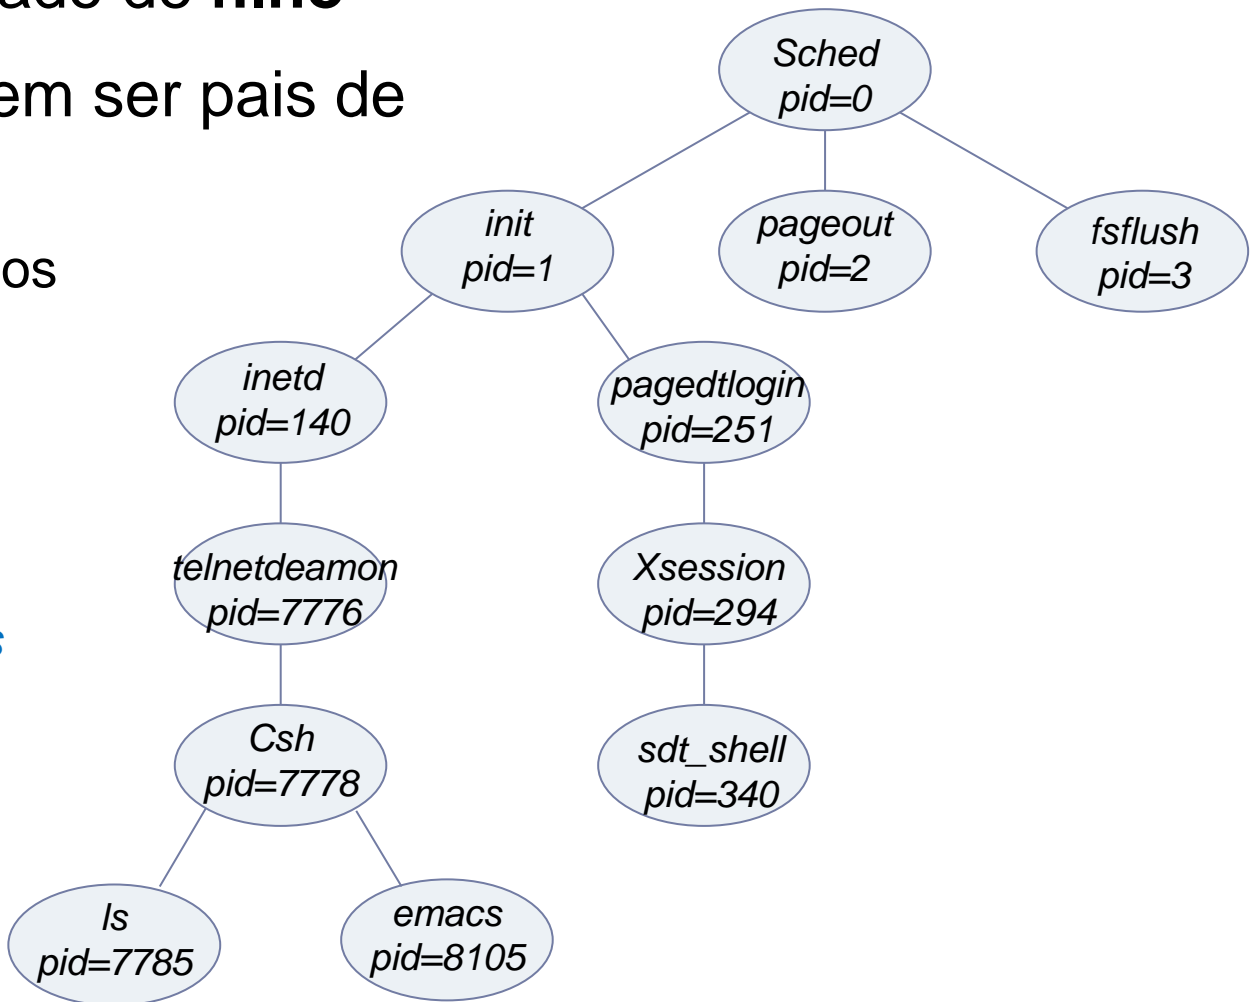 em ser pais de
os
s
Sched
pid=0
init
pid=1
pageout
pid=2
fsflush
pid=3
inetd
pid=140
pagedtlogin
pid=251
telnetdeamon
pid=7776
Xsession
pid=294
Csh
pid=7778
sdt_shell
pid=340
ls
pid=7785
emacs
pid=8105